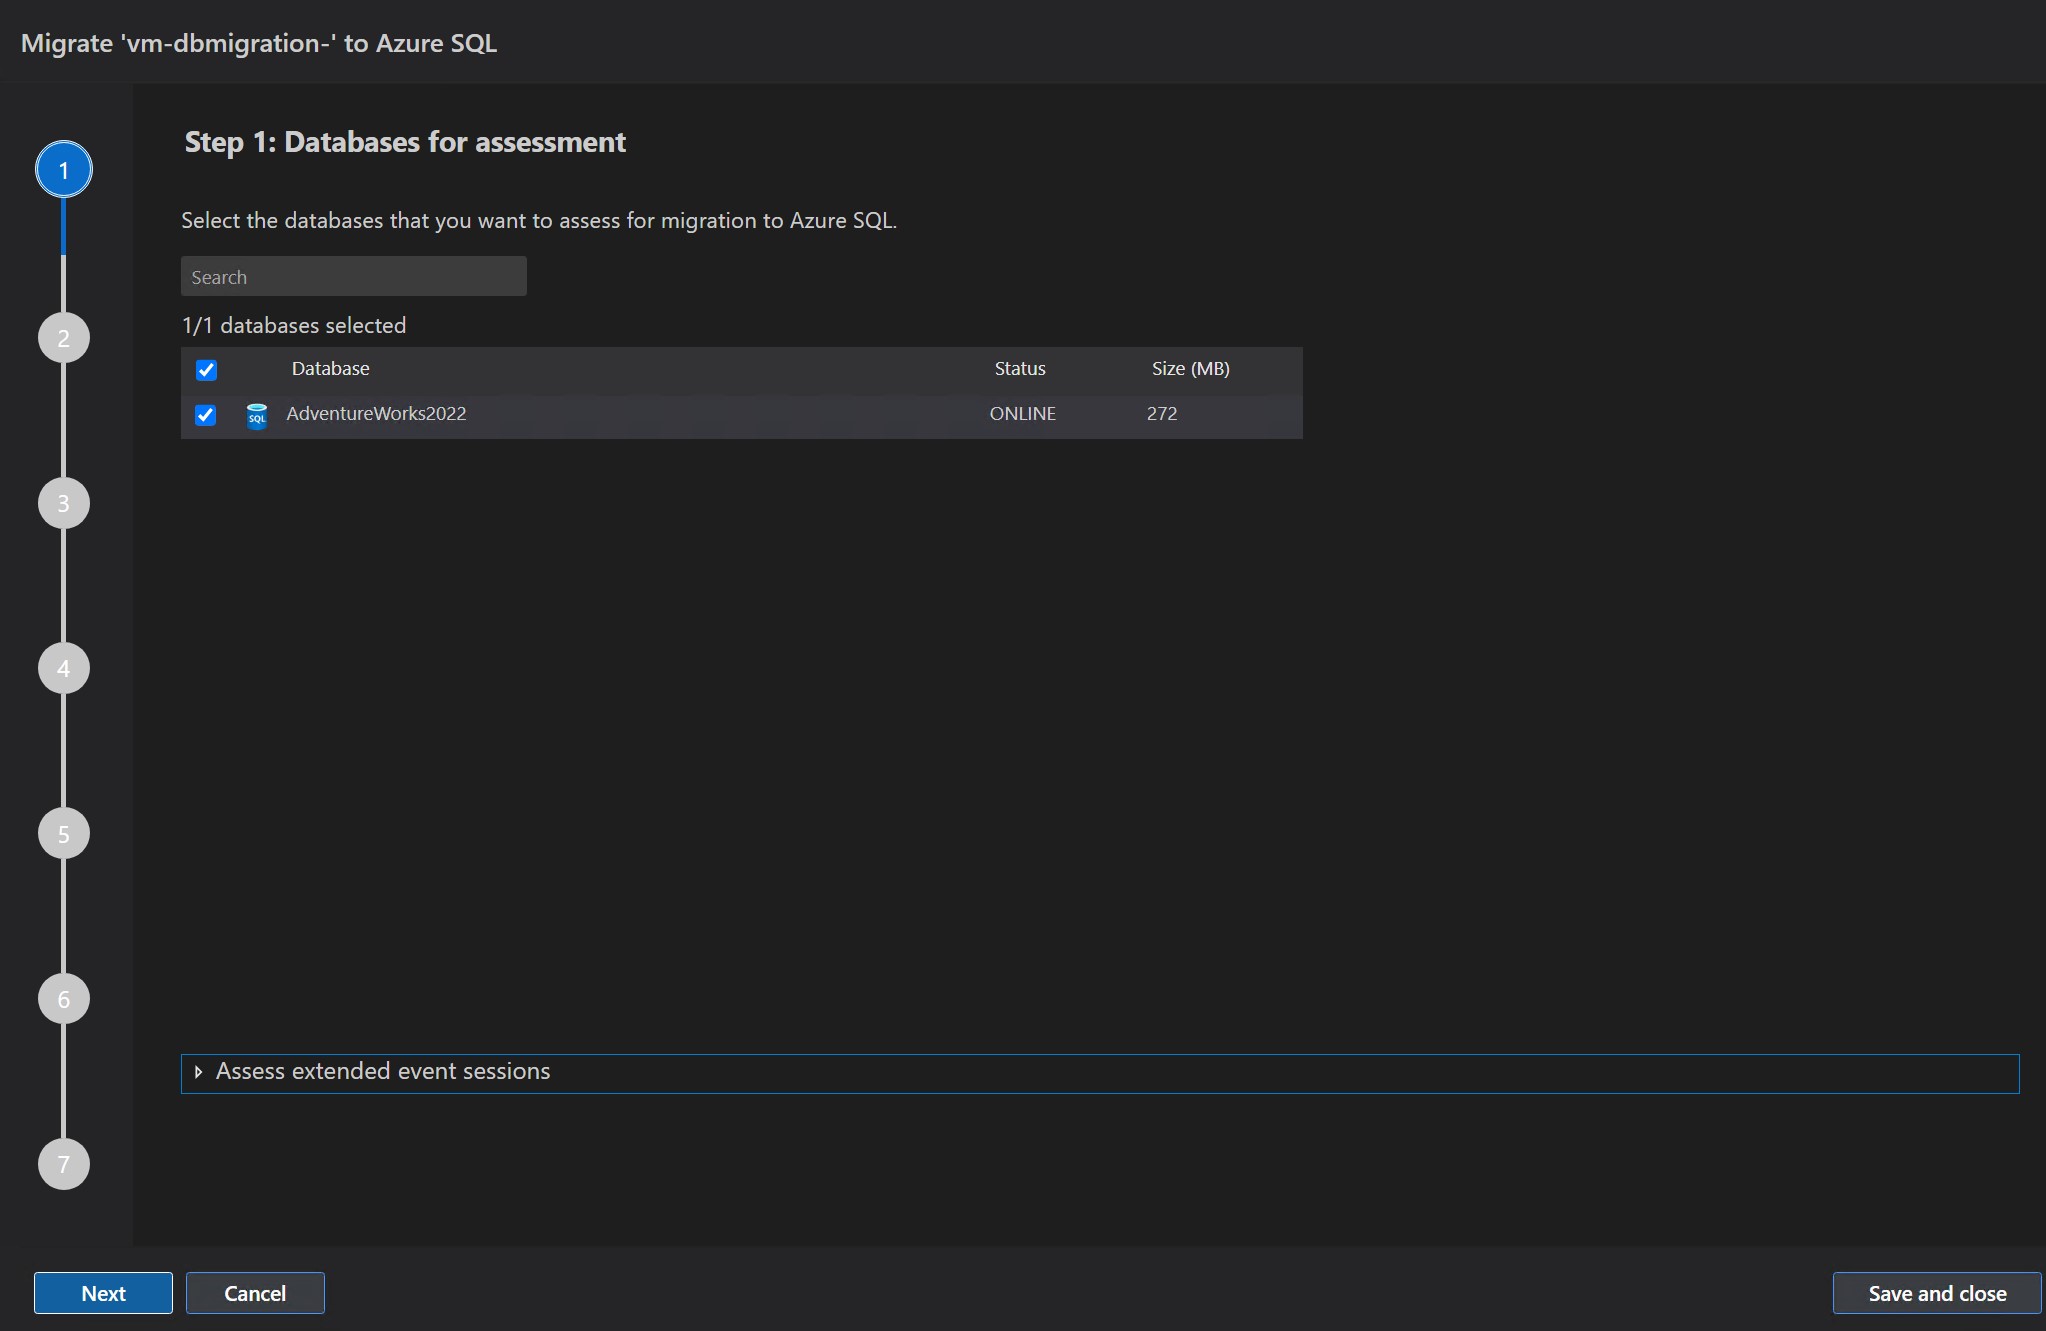 Migrate 'vm-dbmigration-' to Azure SQL
1
2
3
4
5
6
7
Step 1: Databases for assessment
Select the databases that you want to assess for migration to Azure SQL.
Search
1/1 databases selected
Database Status Size (MB)
SQL AdventureWorks2022 ONLINE 272
Assess extended event sessions
Next Cancel Save and close